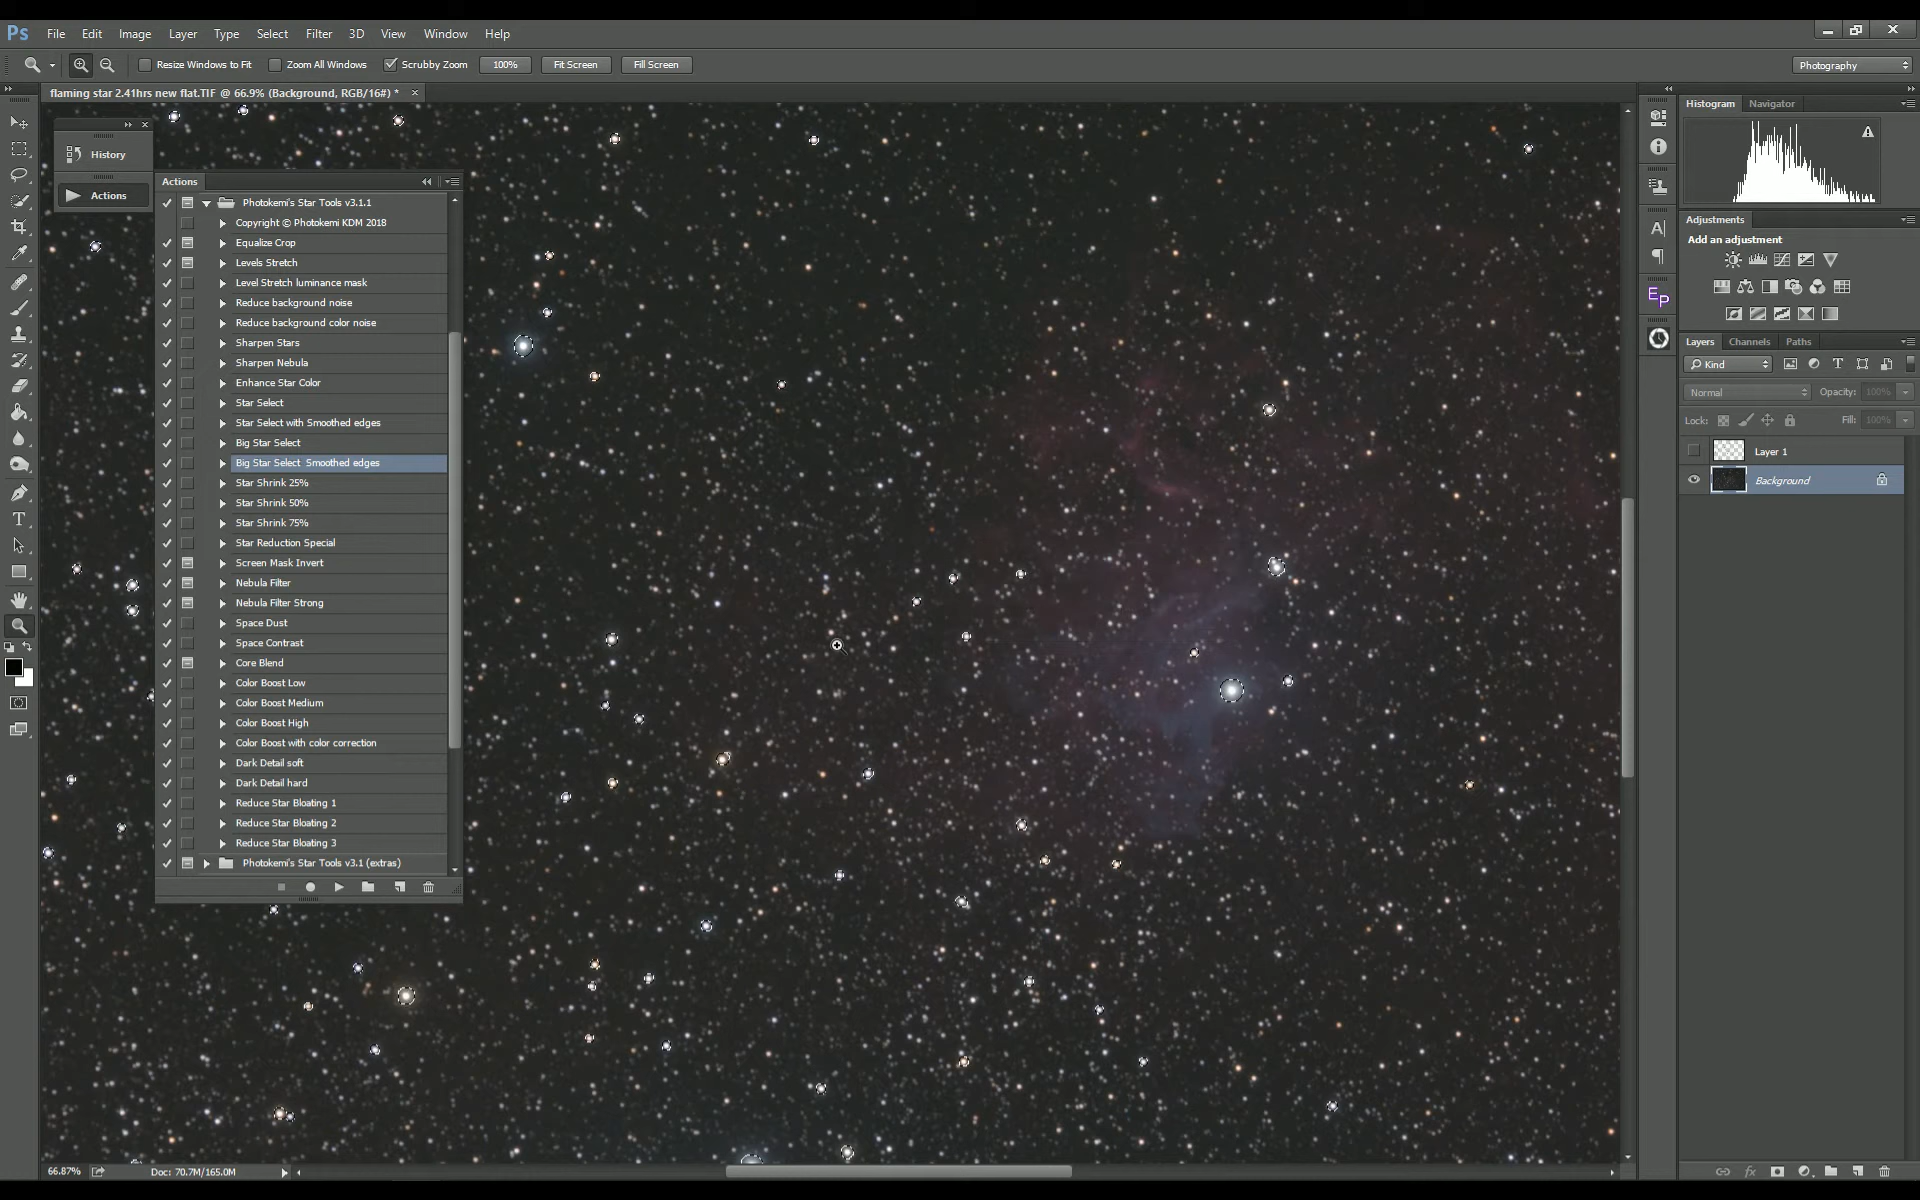 Ps File Edit Image Layer Type Select Filter 3D View Window Help
Resize Windows to Fit Zoom All Windows Scrubby Zoom 100% Fit Screen Fill Screen Photography
flaming star 2.41hrs new flat.TIF @ 66.9% (Background, RGB/16#) * ×
History
Actions
Actions
Photokemi's Star Tools v3.1.1
Copyright © Photokemi KDM 2018
Equalize Crop
Levels Stretch
Level Stretch luminance mask
Reduce background noise
Reduce background color noise
Sharpen Stars
Sharpen Nebula
Enhance Star Color
Star Select
Star Select with Smoothed edges
Big Star Select
Big Star Select Smoothed edges
Star Shrink 25%
Star Shrink 50%
Star Shrink 75%
Star Reduction Special
Screen Mask Invert
Nebula Filter
Nebula Filter Strong
Space Dust
Space Contrast
Core Blend
Color Boost Low
Color Boost Medium
Color Boost High
Color Boost with color correction
Dark Detail soft
Dark Detail hard
Reduce Star Bloating 1
Reduce Star Bloating 2
Reduce Star Bloating 3
Photokemi's Star Tools v3.1 (extras)
Histogram Navigator
Adjustments
Add an adjustment
Layers Channels Paths
Kind
Normal Opacity: 100%
Lock: Fill: 100%
Layer 1
Background
Ep
66.87% Doc: 70.7M/165.0M